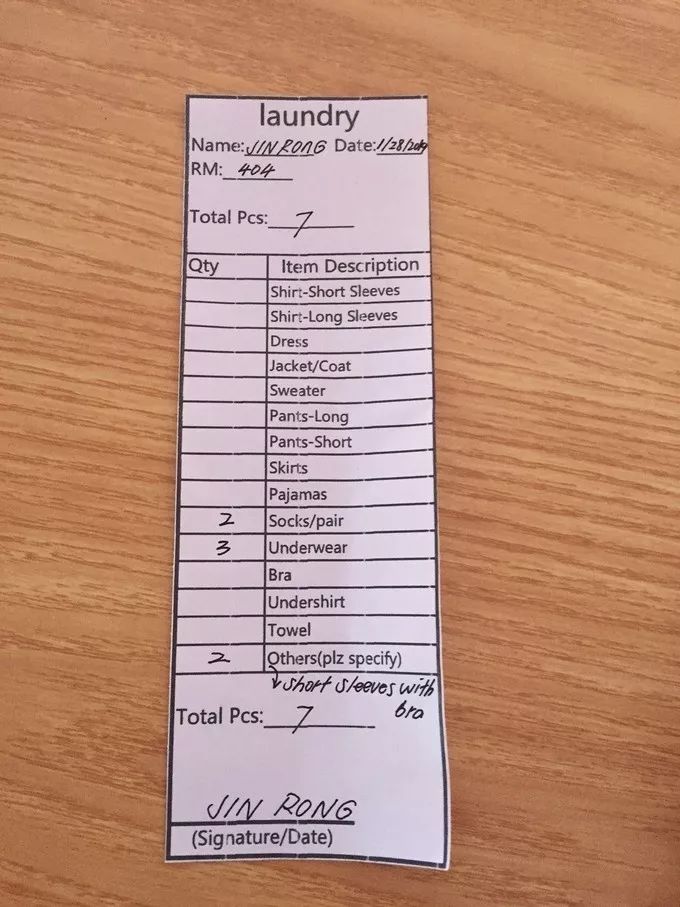 laundry
Name: JIN RONG Date: 1/28/2019
RM: 404
Total Pcs: 7
Qty Item Description
Shirt-Short Sleeves
Shirt-Long Sleeves
Dress
Jacket/Coat
Sweater
Pants-Long
Pants-Short
Skirts
Pajamas
2 Socks/pair
3 Underwear
Bra
Undershirt
Towel
2 Others(plz specify)
short sleeves with
bra
Total Pcs: 7
JIN RONG
(Signature/Date)